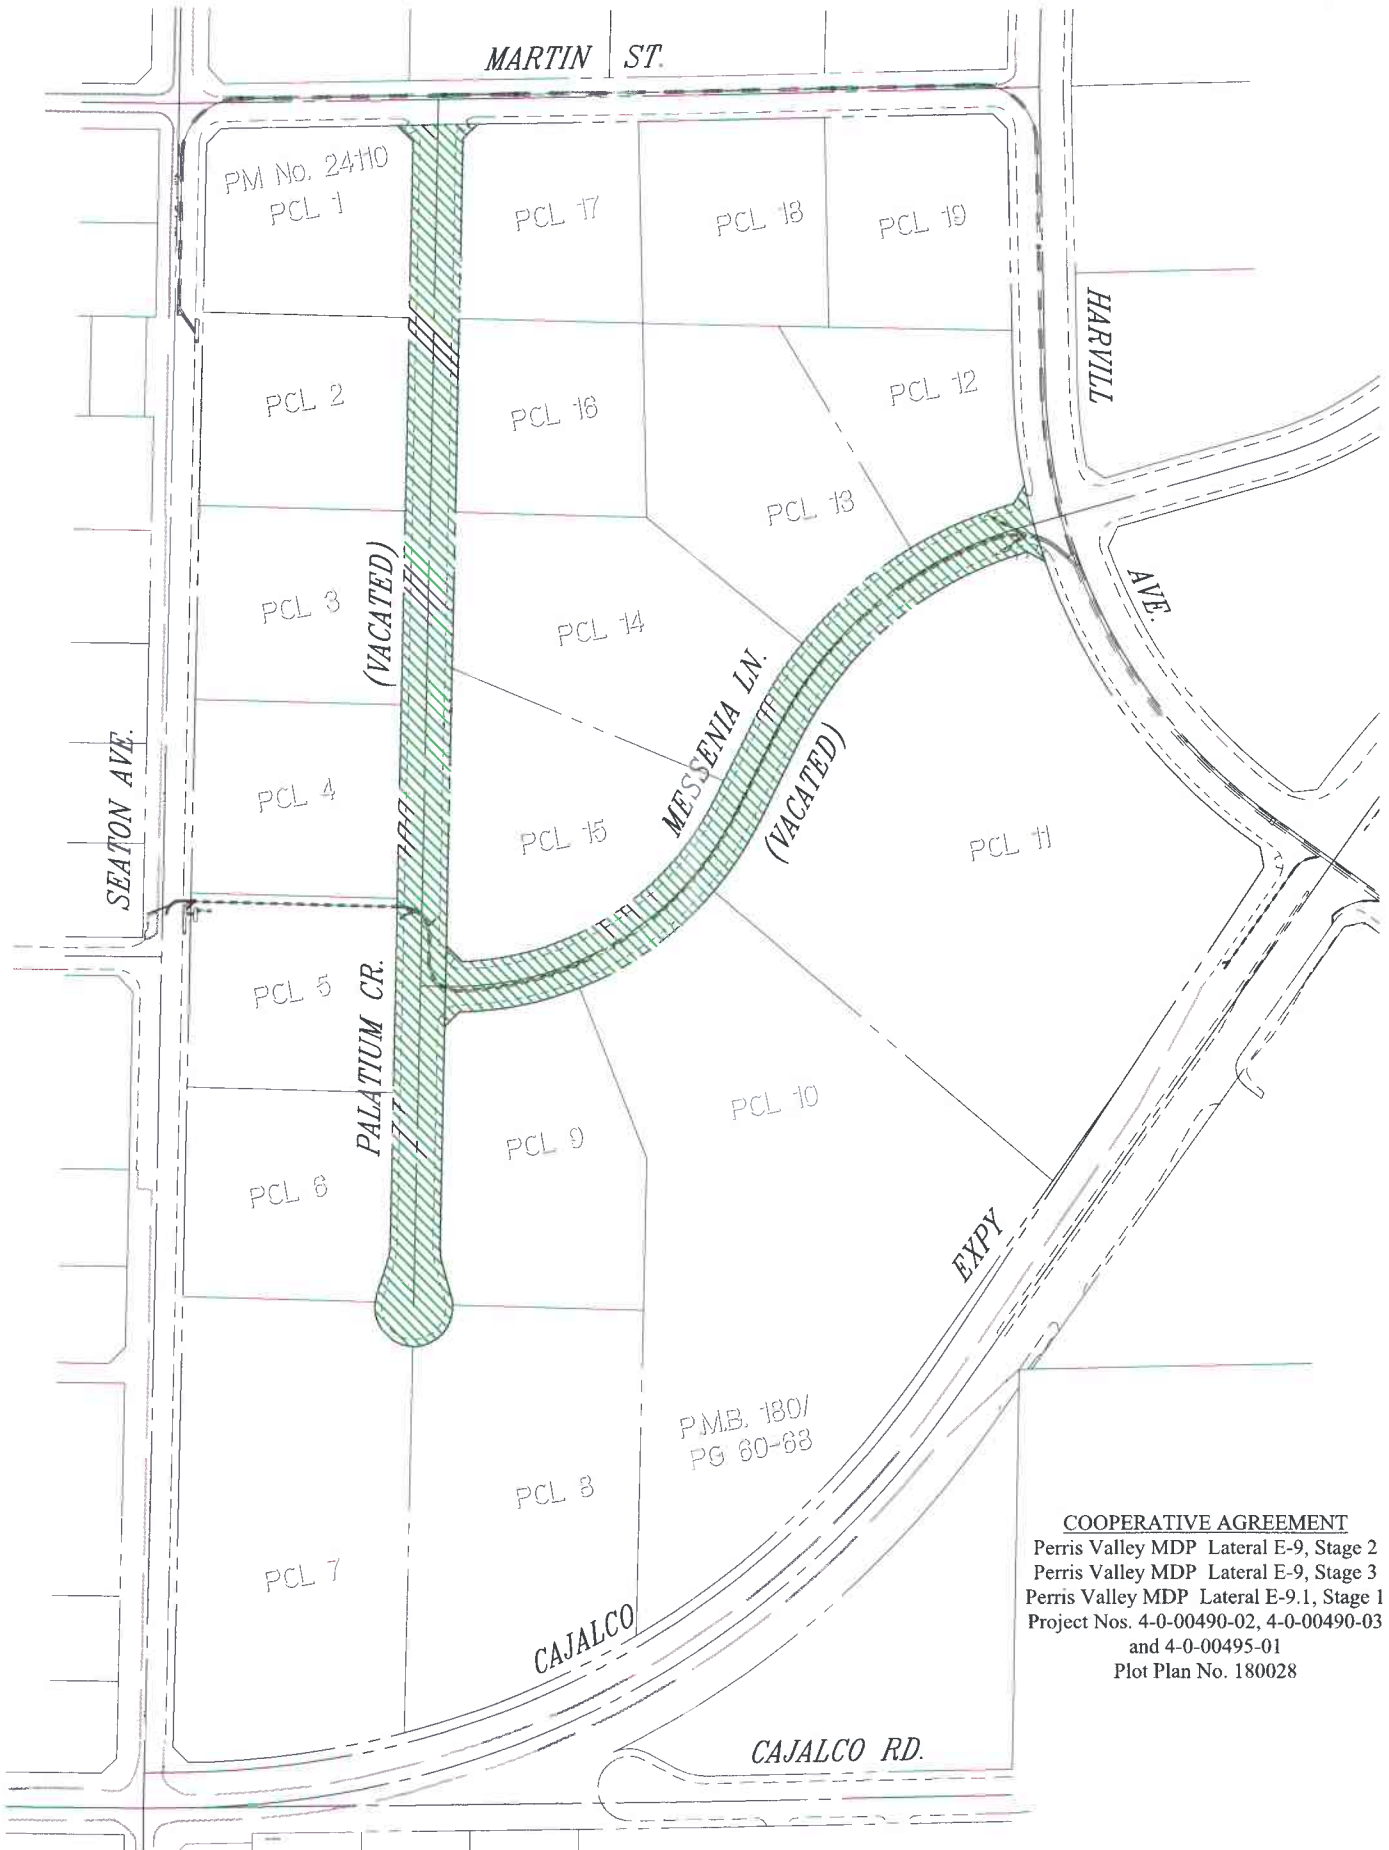 MARTIN ST.
PM No. 24110
PCL 1
PCL 17
PCL 18
PCL 19
HARVILL
PCL 2
PCL 16
PCL 12
PCL 13
(VACATED)
PCL 3
PCL 14
AVE.
MESSENIA LN.
(VACATED)
SEATON AVE.
PCL 4
PCL 15
PCL 11
PALATIUM CR.
PCL 5
PCL 10
PCL 9
PCL 6
EXPY
P.M.B. 180/
PG 60-68
PCL 8
PCL 7
COOPERATIVE AGREEMENT
Perris Valley MDP Lateral E-9, Stage 2
Perris Valley MDP Lateral E-9, Stage 3
Perris Valley MDP Lateral E-9.1, Stage 1
Project Nos. 4-0-00490-02, 4-0-00490-03
and 4-0-00495-01
Plot Plan No. 180028
CAJALCO
CAJALCO RD.